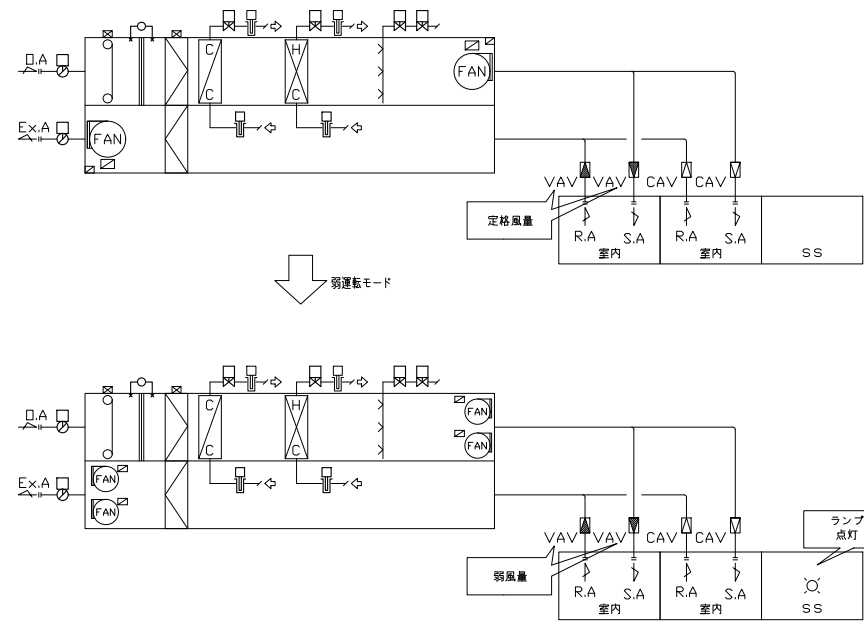 C
H
O.A
FAN
C
C
Ex.A
FAN
VAV
VAV
CAV
CAV
定格風量
R.A
S.A
R.A
S.A
室内
室内
SS
弱運転モード
C
H
FAN
O.A
C
C
FAN
Ex.A
FAN
FAN
VAV
VAV
CAV
CAV
ランプ
点灯
弱風量
R.A
S.A
R.A
S.A
室内
室内
SS